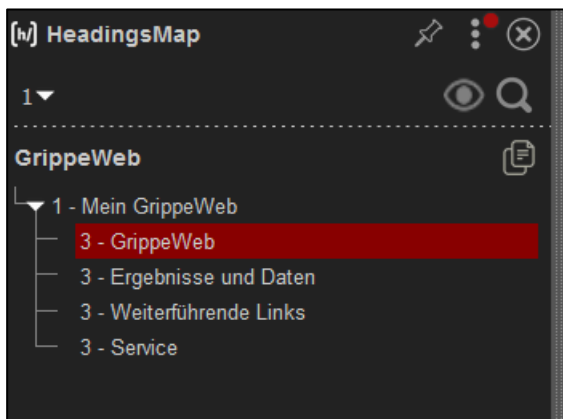 [h/] HeadingsMap
1
GrippeWeb
1 - Mein GrippeWeb
3 - GrippeWeb
3 - Ergebnisse und Daten
3 - Weiterführende Links
3 - Service